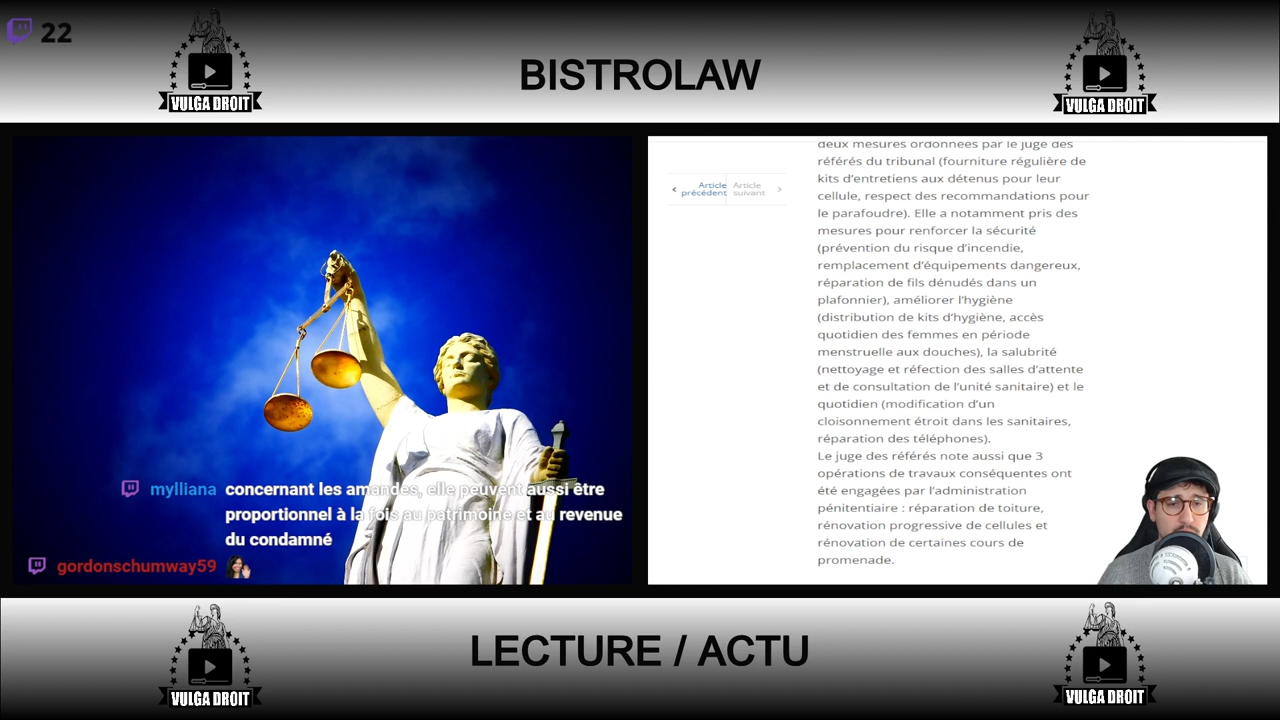 22
BISTROLAW
VULGA DROIT
VULGA DROIT
Article précédent
Article suivant
deux mesures ordonnées par le juge des
référés du tribunal (fourniture régulière de
kits d'entretiens aux détenus pour leur
cellule, respect des recommandations pour
le parafoudre). Elle a notamment pris des
mesures pour renforcer la sécurité
(prévention du risque d'incendie,
remplacement d'équipements dangereux,
réparation de fils dénudés dans un
plafonnier), améliorer l'hygiène
(distribution de kits d'hygiène, accès
quotidien des femmes en période
menstruelle aux douches), la salubrité
(nettoyage et réfection des salles d'attente
et de consultation de l'unité sanitaire) et le
quotidien (modification d'un
cloisonnement étroit dans les sanitaires,
réparation des téléphones).
Le juge des référés note aussi que 3
opérations de travaux conséquentes ont
été engagées par l'administration
pénitentiaire : réparation de toiture,
rénovation progressive de cellules et
rénovation de certaines cours de
promenade.
mylliana concernant les amandes, elle peuvent aussi être
proportionnel à la fois au patrimoine et au revenue
du condamné
gordonschumway59
LECTURE / ACTU
VULGA DROIT
VULGA DROIT